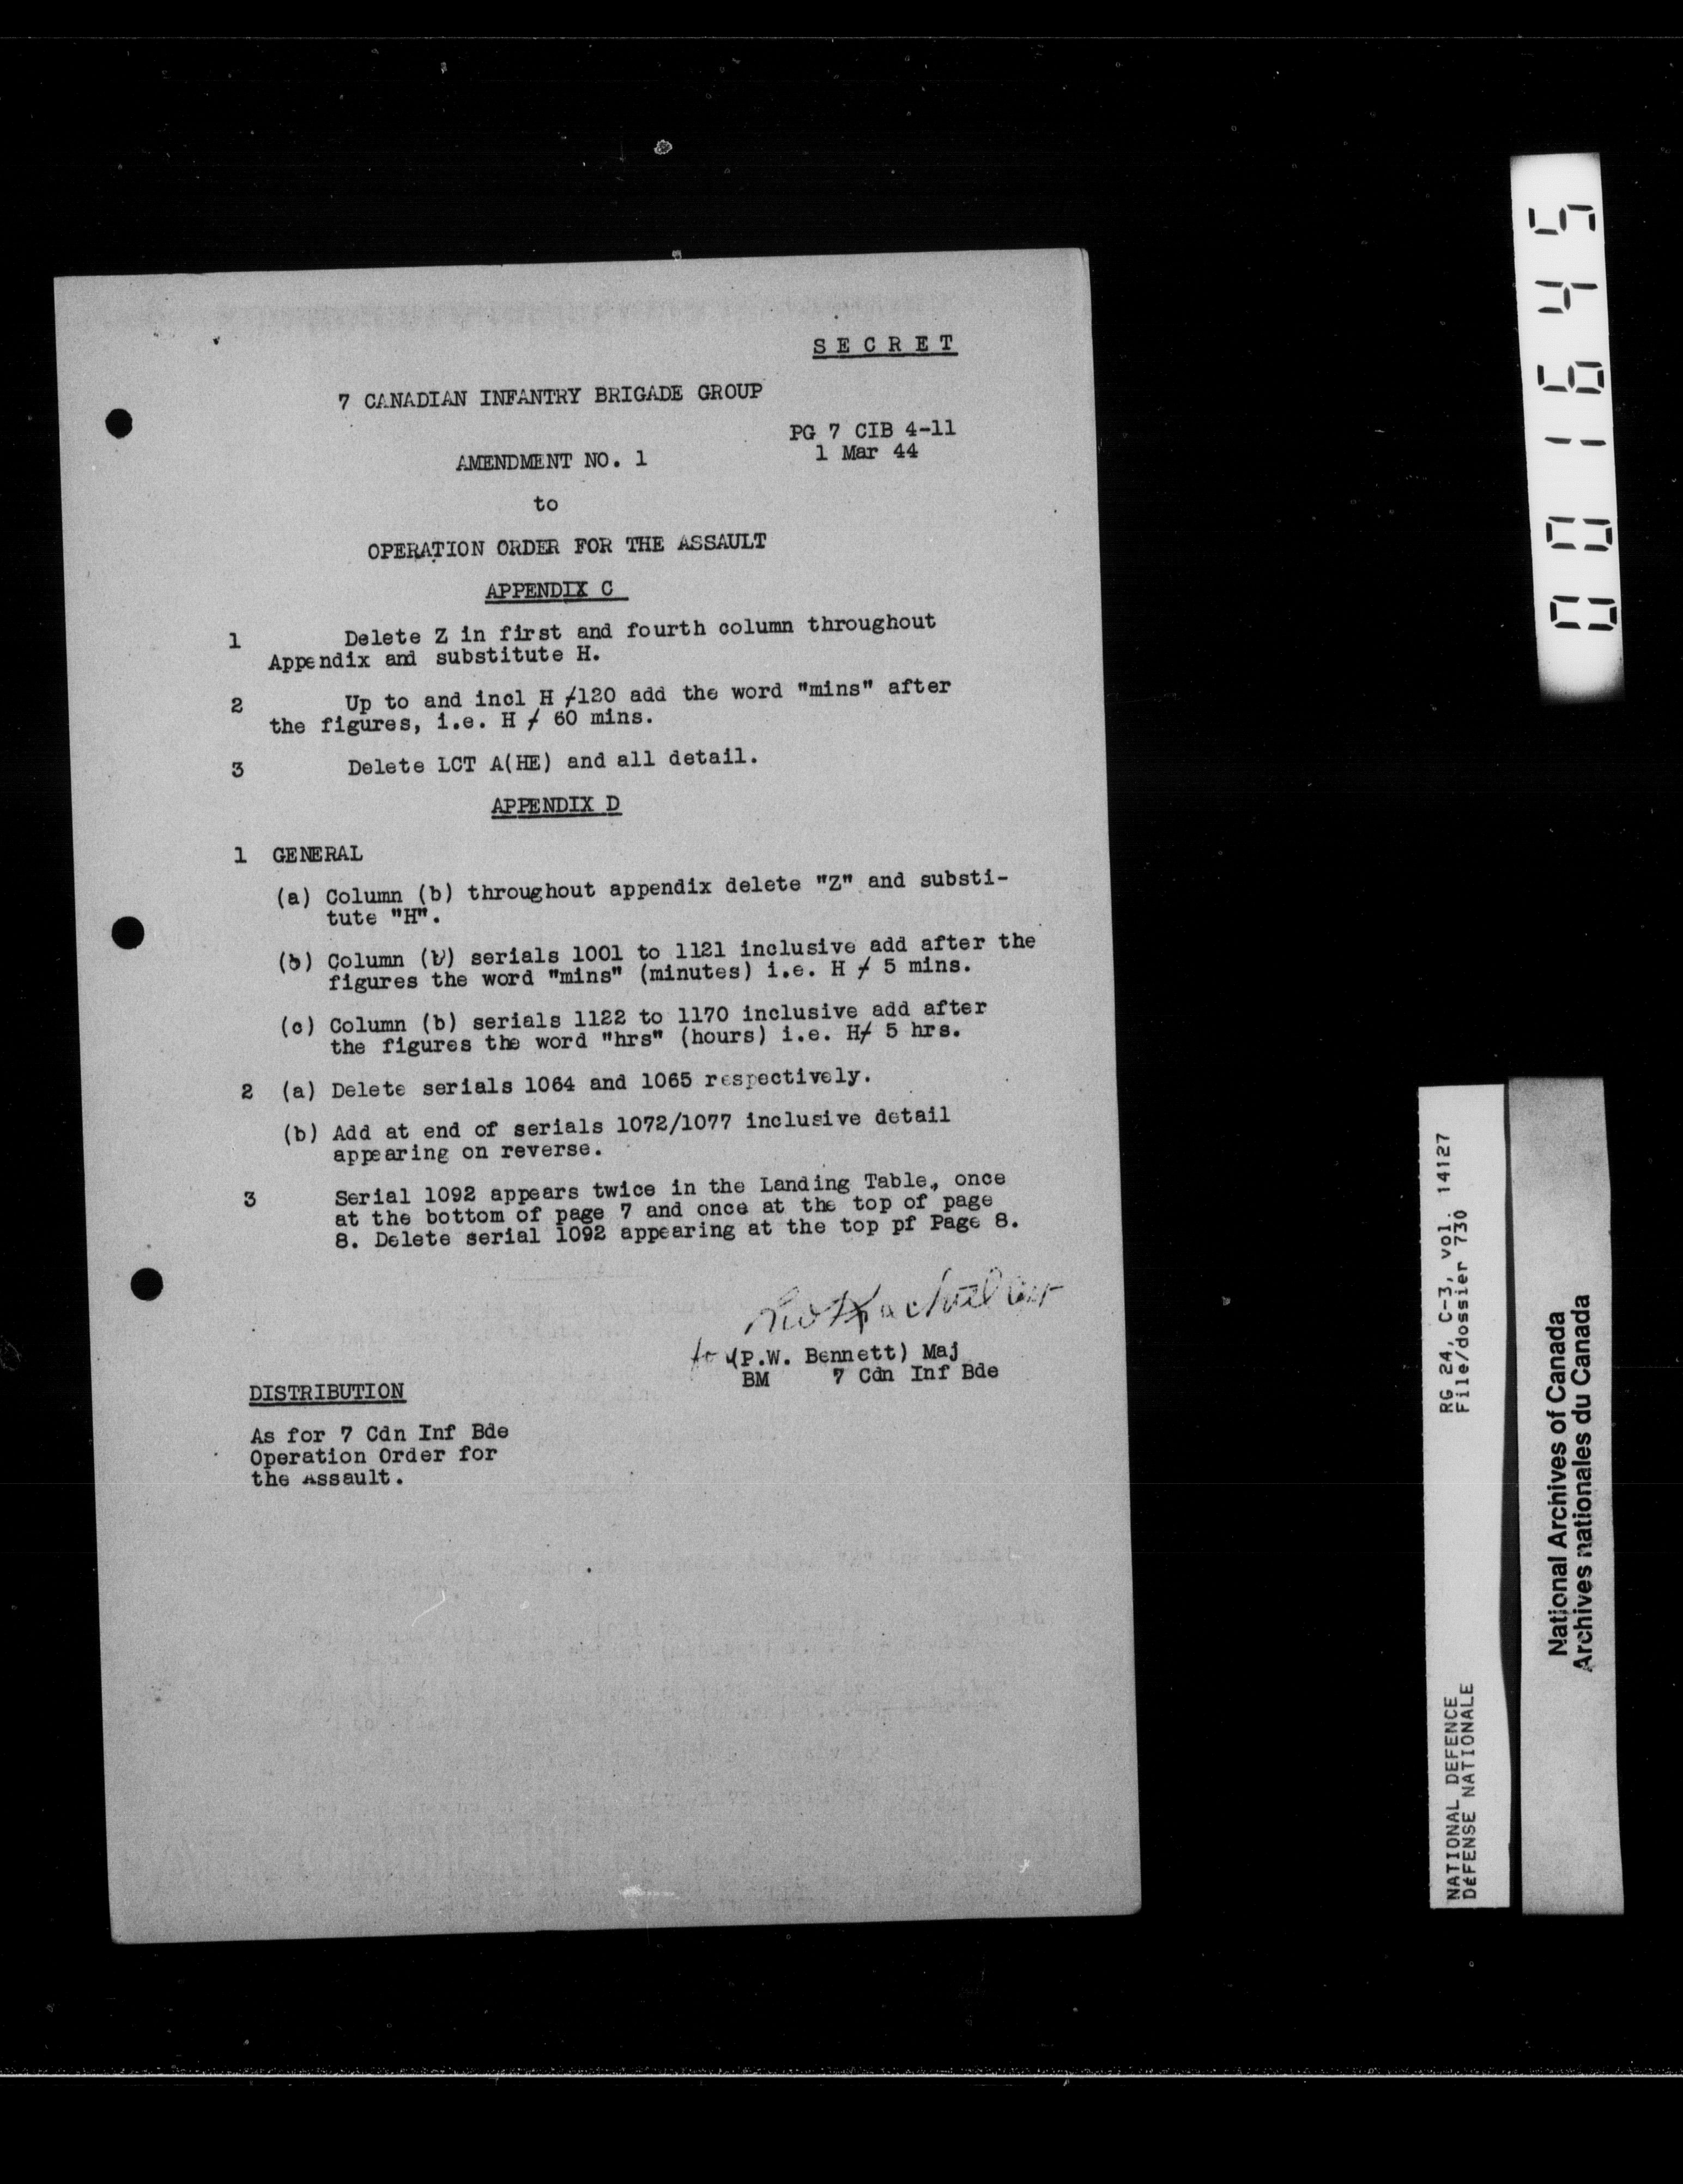 S E C R E T
7 CANADIAN INFANTRY BRIGADE GROUP
PG 7 CIB 4-11
1 Mar 44
AMENDMENT NO. 1
to
OPERATION ORDER FOR THE ASSAULT
APPENDIX C
1 Delete Z in first and fourth column throughout
Appendix and substitute H.
2 Up to and incl H ≠120 add the word "mins" after
the figures, i.e. H ≠ 60 mins.
3 Delete LCT A(HE) and all detail.
APPENDIX D
1 GENERAL
(a) Column (b) throughout appendix delete "Z" and substi-
tute "H".
(b) Column (b) serials 1001 to 1121 inclusive add after the
figures the word "mins" (minutes) i.e. H ≠ 5 mins.
(c) Column (b) serials 1122 to 1170 inclusive add after
the figures the word "hrs" (hours) i.e. H≠ 5 hrs.
2 (a) Delete serials 1064 and 1065 respectively.
(b) Add at end of serials 1072/1077 inclusive detail
appearing on reverse.
3 Serial 1092 appears twice in the Landing Table, once
at the bottom of page 7 and once at the top of page
8. Delete serial 1092 appearing at the top pf Page 8.
for (P.W. Bennett) Maj
BM 7 Cdn Inf Bde
DISTRIBUTION
As for 7 Cdn Inf Bde
Operation Order for
the Assault.
001645
RG 24, C-3, vol. 14127
File/dossier 730
NATIONAL DEFENCE
DéFENSE NATIONALE
National Archives of Canada
Archives nationales du Canada